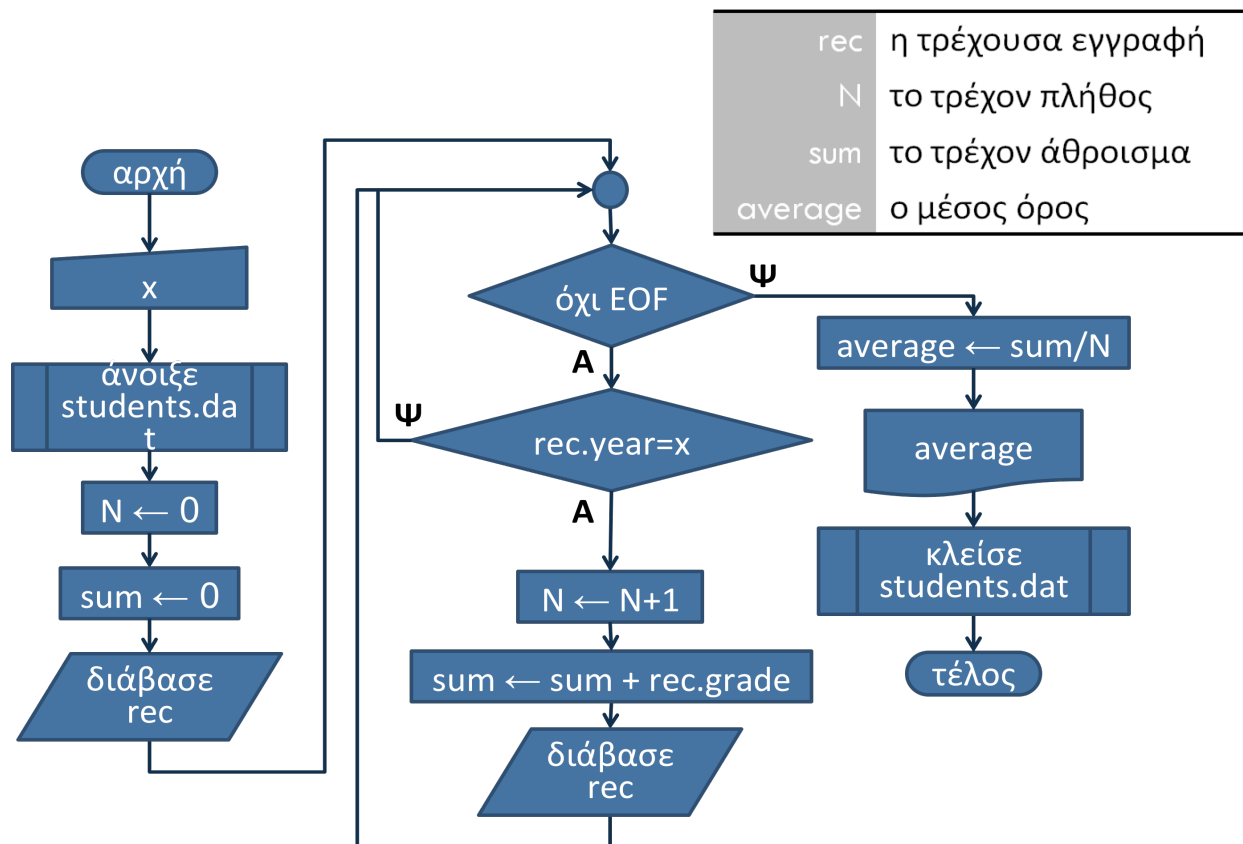 rec η τρέχουσα εγγραφή
N το τρέχον πλήθος
sum το τρέχον άθροισμα
average ο μέσος όρος
αρχή
x
άνοιξε
students.da
t
N ← 0
sum ← 0
διάβασε
rec
όχι EOF
Ψ
Α
rec.year=x
Ψ
Α
N ← N+1
sum ← sum + rec.grade
διάβασε
rec
average ← sum/N
average
κλείσε
students.dat
τέλος